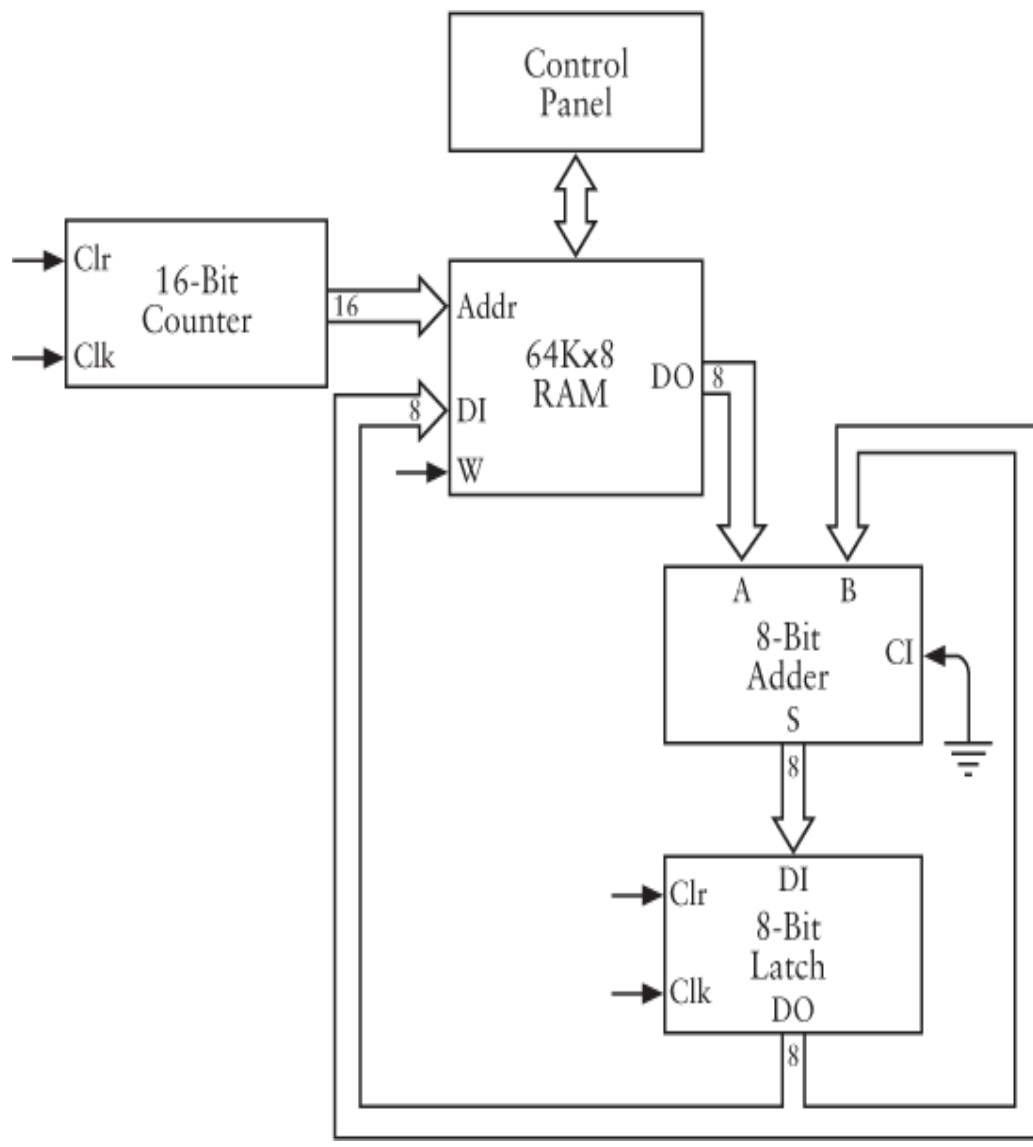 Control
Panel
Clr
16-Bit
Counter
Clk
16
Addr
64Kx8
RAM
DO
8
8
DI
W
A
B
8-Bit
Adder
CI
S
8
DI
Clr
8-Bit
Latch
Clk
DO
8